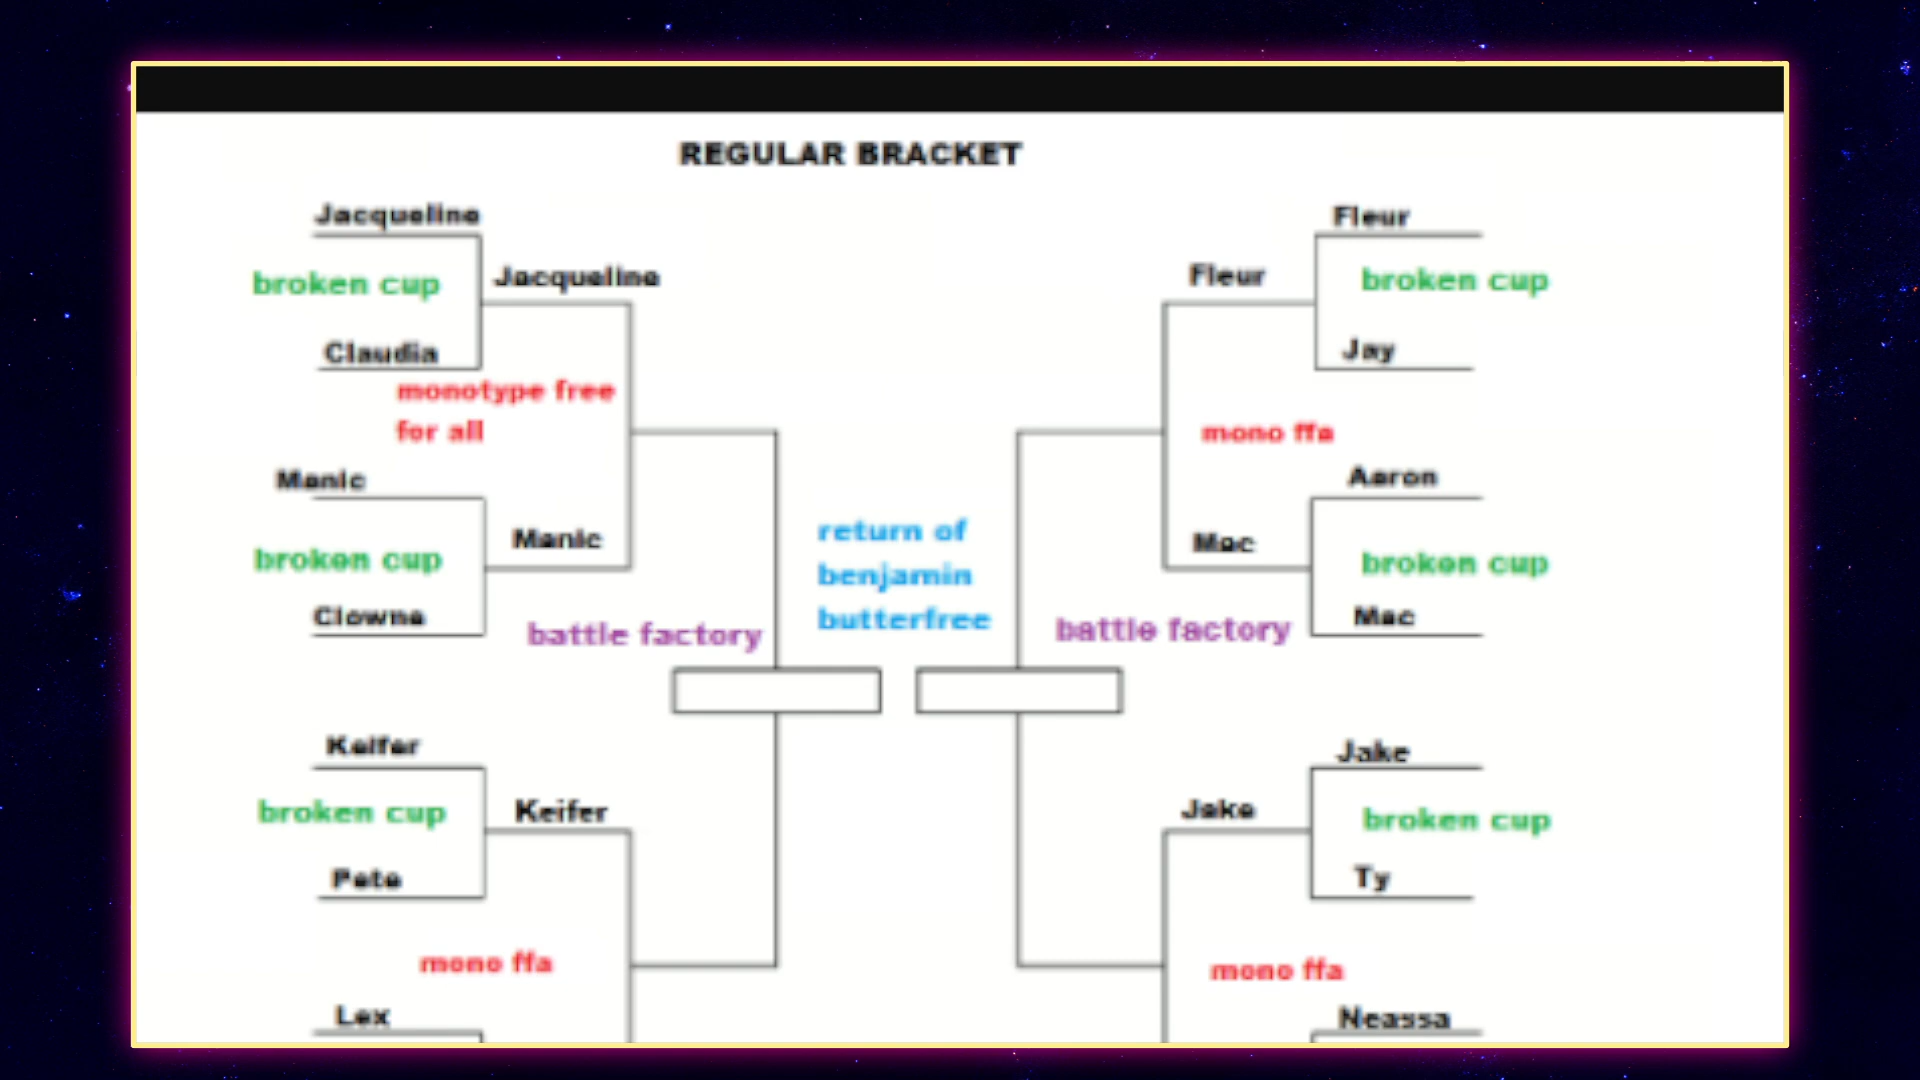 REGULAR BRACKET
Jacqueline
broken cup
Jacqueline
Claudia
monotype free
for all
Manic
broken cup
Manic
Clowne
battle factory
Keifer
broken cup
Keifer
Pete
mono ffa
Lex
return of
benjamin
butterfree
Fleur
Fleur
broken cup
Jay
mono ffa
Aaron
Mac
broken cup
Mac
battle factory
Jake
Jake
broken cup
Ty
mono ffa
Neassa